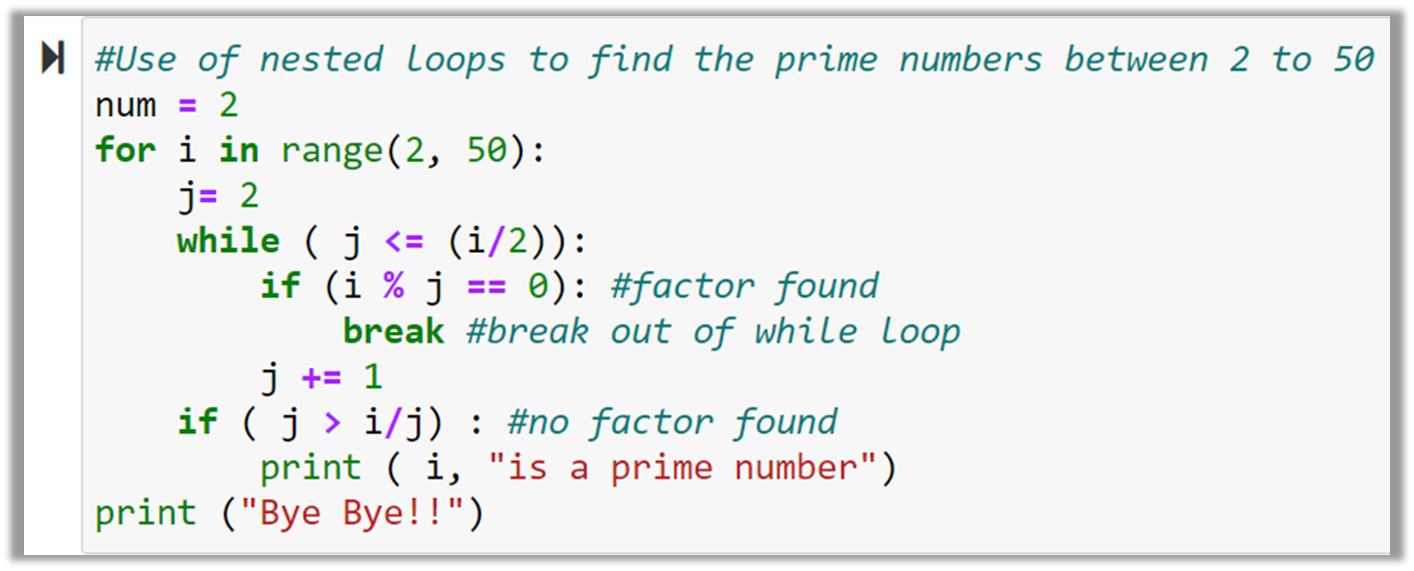 #Use of nested loops to find the prime numbers between 2 to 50
num = 2
for i in range(2, 50):
    j= 2
    while ( j <= (i/2)):
        if (i % j == 0): #factor found
            break #break out of while loop
        j += 1
    if ( j > i/j) : #no factor found
        print ( i, "is a prime number")
print ("Bye Bye!!")